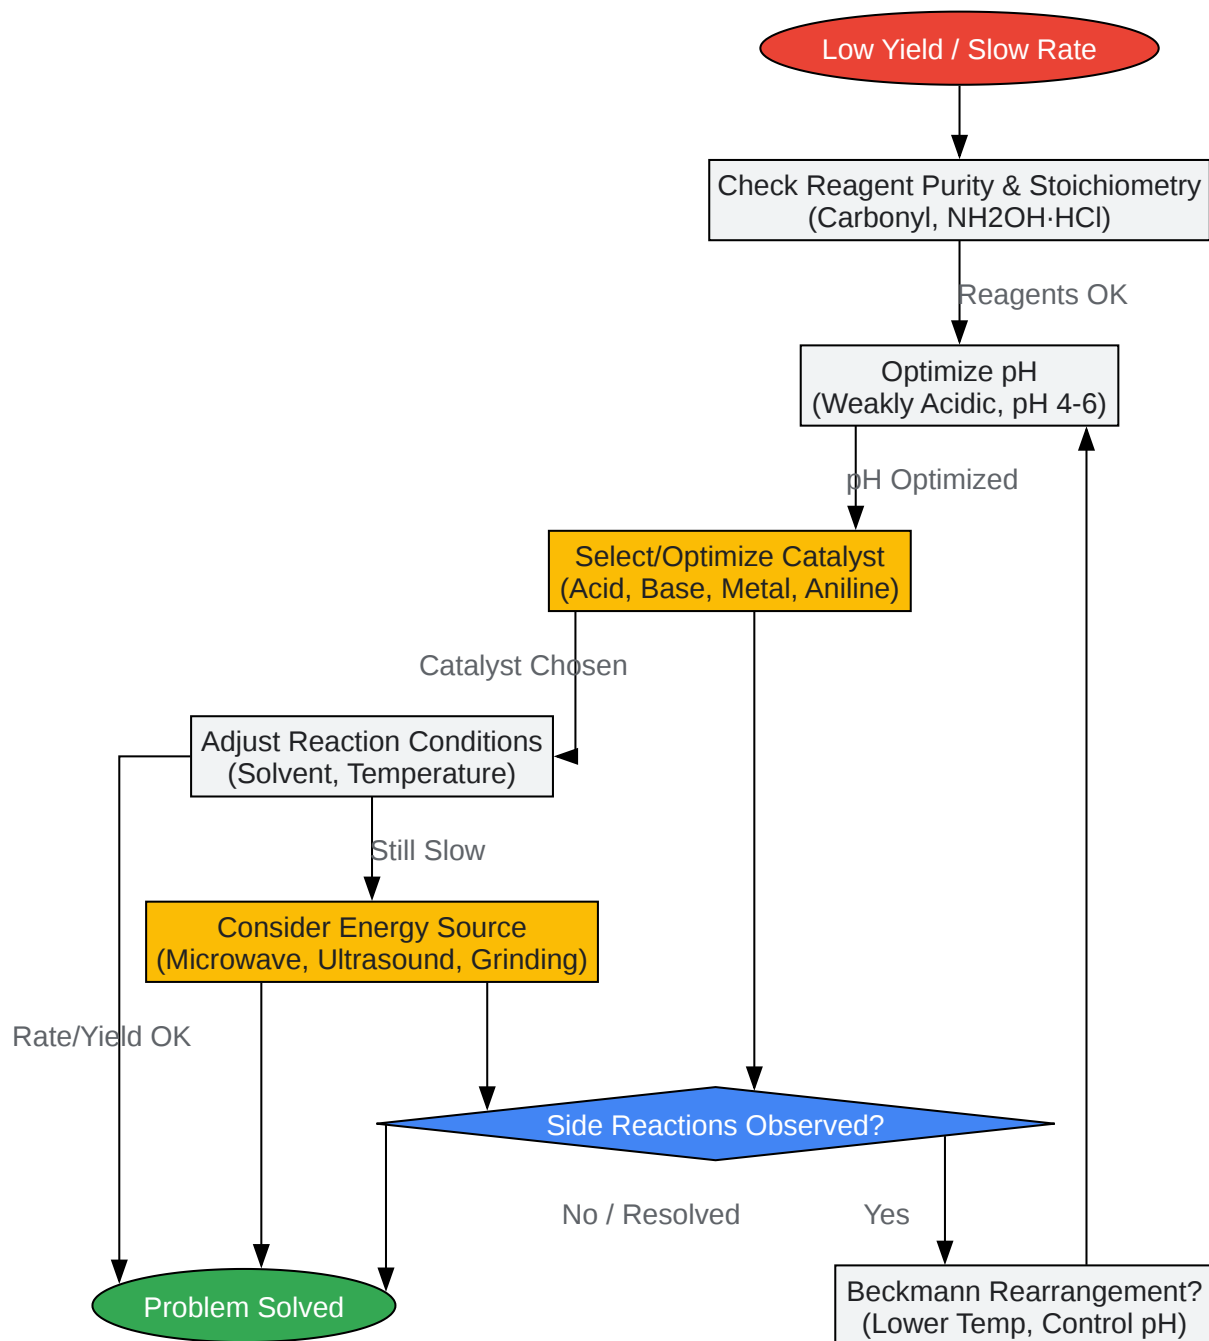 Low Yield / Slow Rate
Check Reagent Purity & Stoichiometry
(Carbonyl, NH2OH·HCl)
Reagents OK
Optimize pH
(Weakly Acidic, pH 4-6)
pH Optimized
Select/Optimize Catalyst
(Acid, Base, Metal, Aniline)
Catalyst Chosen
Adjust Reaction Conditions
(Solvent, Temperature)
Still Slow
Consider Energy Source
(Microwave, Ultrasound, Grinding)
Rate/Yield OK
Side Reactions Observed?
No / Resolved
Yes
Problem Solved
Beckmann Rearrangement?
(Lower Temp, Control pH)